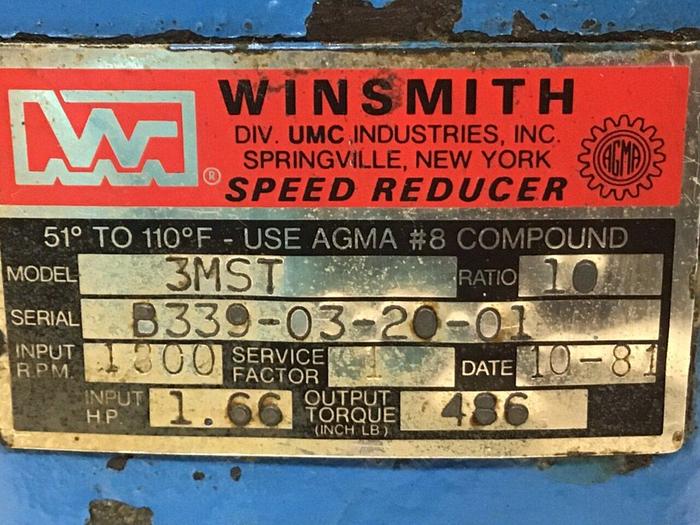 WINSMITH
DIV. UMC INDUSTRIES, INC.
SPRINGVILLE, NEW YORK
SPEED REDUCER
®
AGMA
51° TO 110°F - USE AGMA #8 COMPOUND
MODEL 3MST RATIO 10
SERIAL B339-03-20-01
INPUT R.P.M. 1800 SERVICE FACTOR 1 DATE 10-81
INPUT H.P. 1.66 OUTPUT TORQUE (INCH LB.) 486